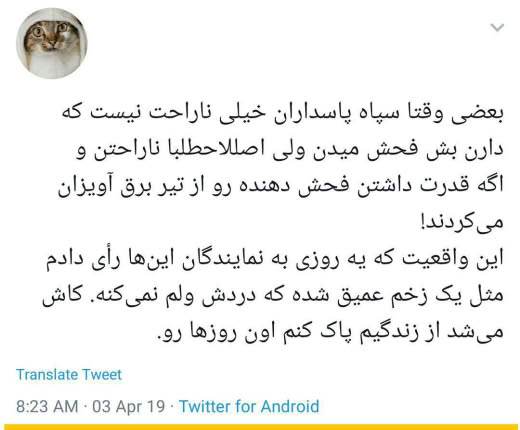 بعضی وقتا سپاه پاسداران خیلی ناراحت نیست که
دارن بش فحش میدن ولی اصللاحطلبا ناراحتن و
اگه قدرت داشتن فحش دهنده رو از تیر برق آویزان
می‌کردند!
این واقعیت که یه روزی به نمایندگان این‌ها رأی دادم
مثل یک زخم عمیق شده که دردش ولم نمی‌کنه. کاش
می‌شد از زندگیم پاک کنم اون روزها رو.
Translate Tweet
8:23 AM · 03 Apr 19 · Twitter for Android